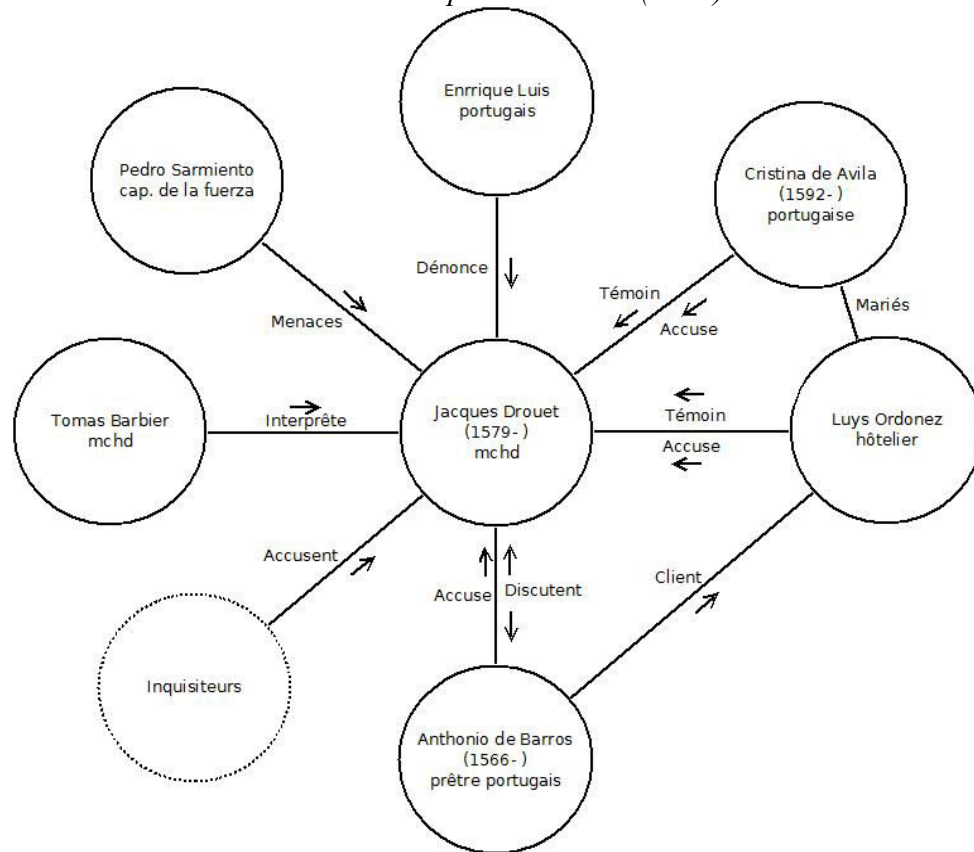 Enrrique Luis
portugais
Pedro Sarmiento
cap. de la fuerza
Cristina de Avila
(1592- )
portugaise
Dénonce
Témoin
Accuse
Mariés
Menaces
Tomas Barbier
mchd
Interprête
Jacques Drouet
(1579- )
mchd
Témoin
Accuse
Luys Ordonez
hôtelier
Accusent
Accuse
Discutent
Client
Inquisiteurs
Anthonio de Barros
(1566- )
prêtre portugais